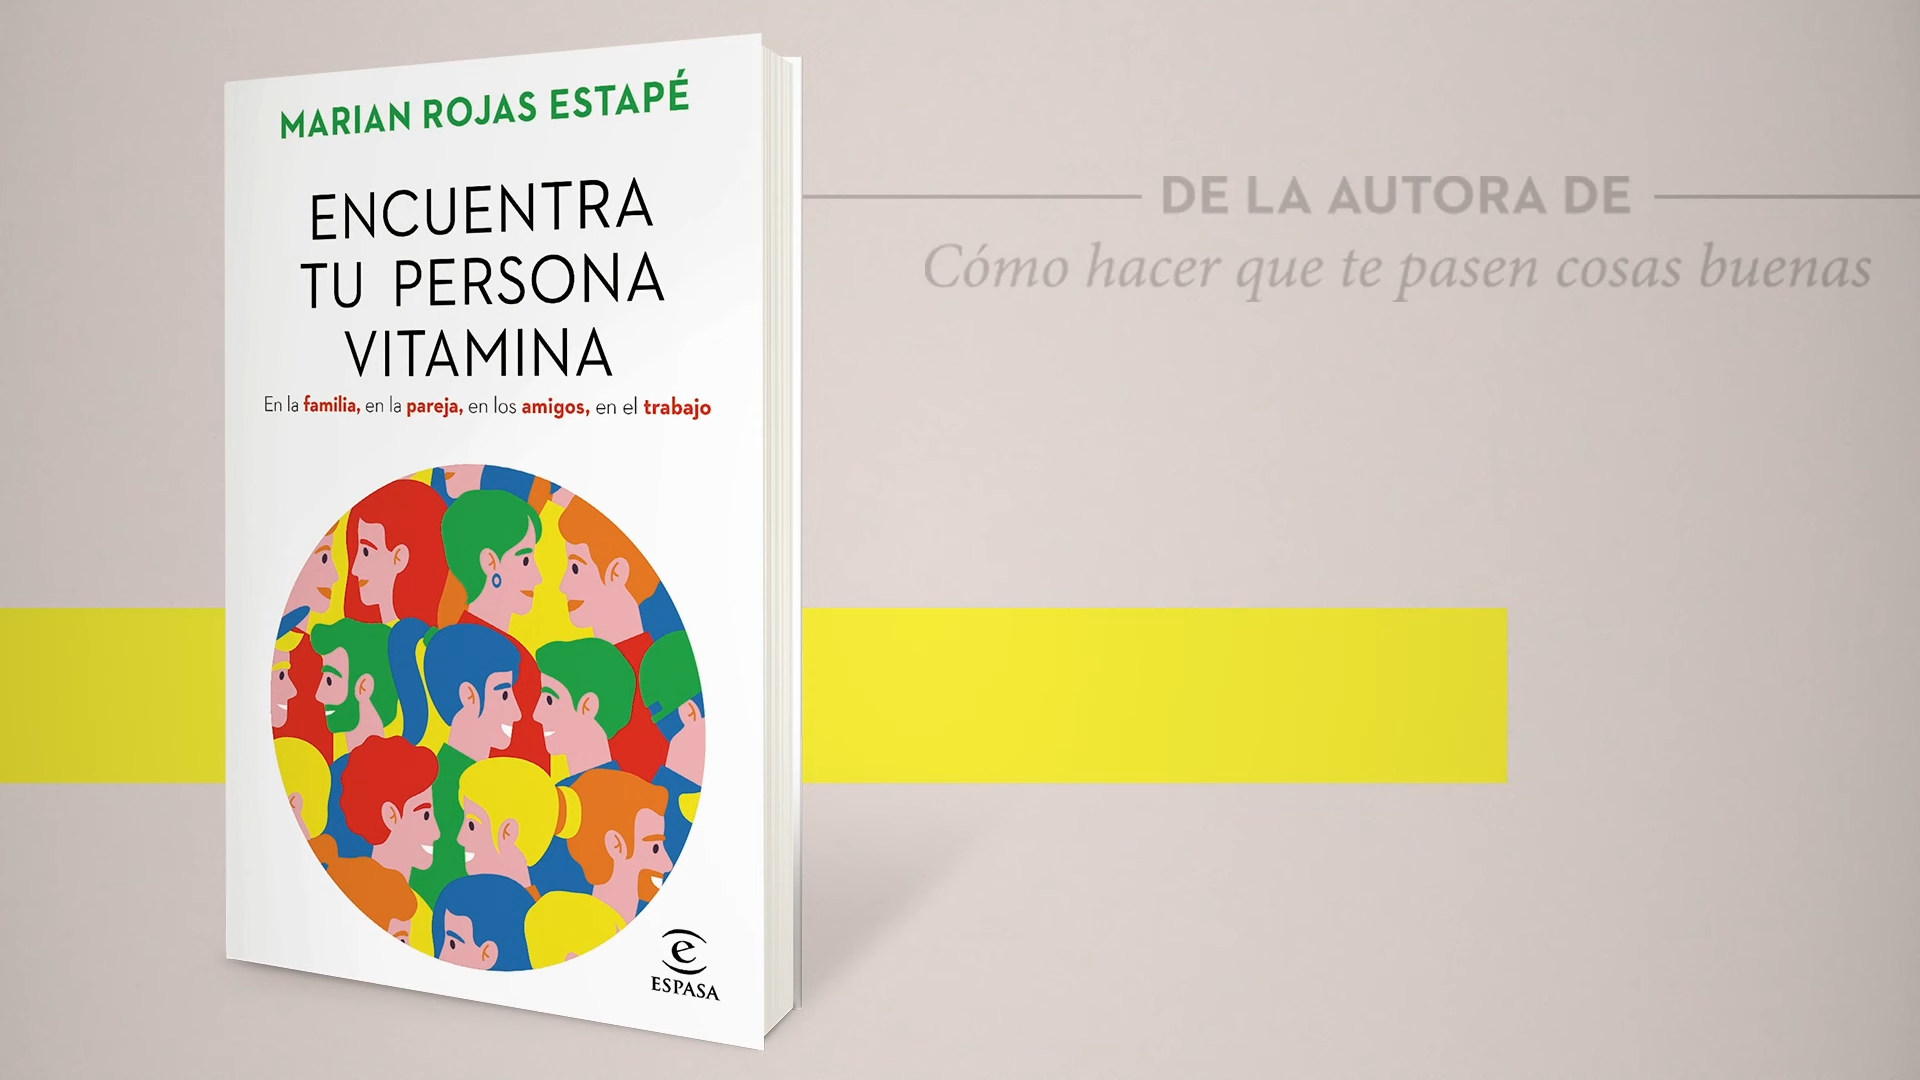 MARIAN ROJAS ESTAPÉ
ENCUENTRA
TU PERSONA
VITAMINA
En la familia, en la pareja, en los amigos, en el trabajo
e
ESPASA
DE LA AUTORA DE
Cómo hacer que te pasen cosas buenas